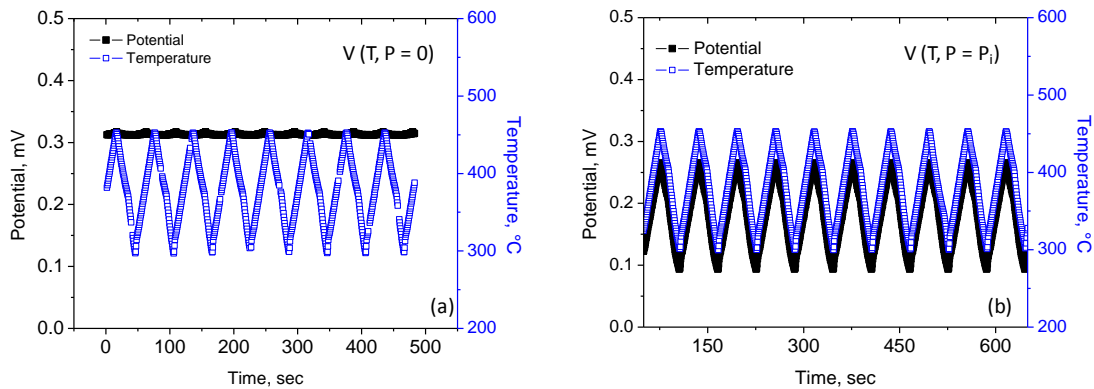 0.5
0.4
0.3
0.2
0.1
0.0
Potential, mV
Potential
Temperature
V (T, P = 0)
(a)
600
500
400
300
200
Temperature, °C
0 100 200 300 400 500
Time, sec
0.5
0.4
0.3
0.2
0.1
0.0
Potential, mV
Potential
Temperature
V (T, P = Pi)
(b)
600
500
400
300
200
Temperature, °C
150 300 450 600
Time, sec